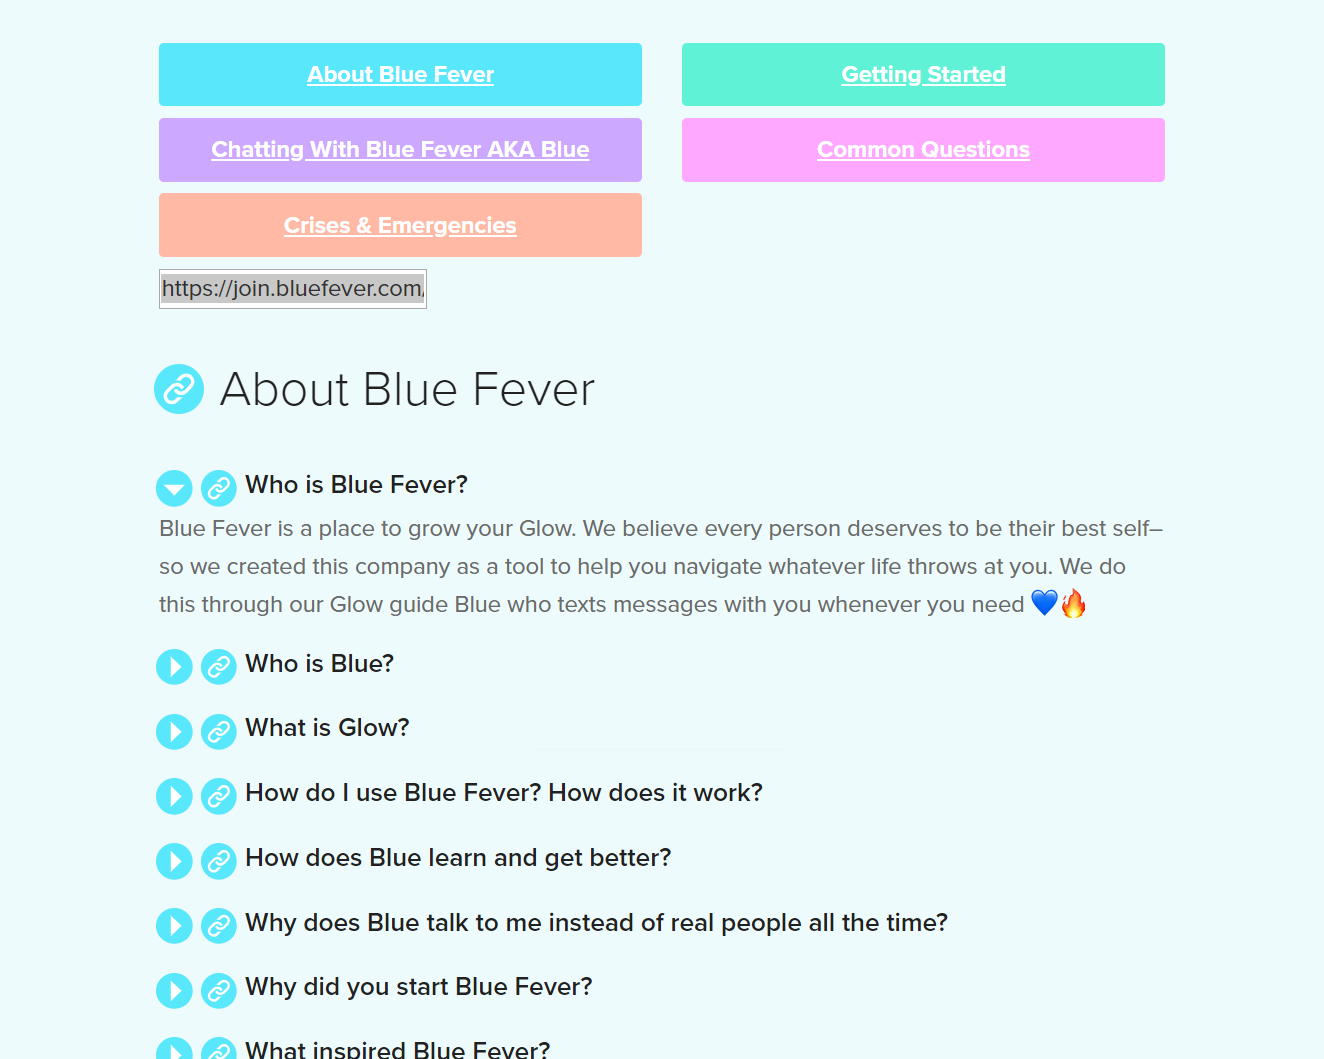 About Blue Fever
Getting Started
Chatting With Blue Fever AKA Blue
Common Questions
Crises & Emergencies
https://join.bluefever.com/
About Blue Fever
Who is Blue Fever?
Blue Fever is a place to grow your Glow. We believe every person deserves to be their best self–
so we created this company as a tool to help you navigate whatever life throws at you. We do
this through our Glow guide Blue who texts messages with you whenever you need 💙🔥
Who is Blue?
What is Glow?
How do I use Blue Fever? How does it work?
How does Blue learn and get better?
Why does Blue talk to me instead of real people all the time?
Why did you start Blue Fever?
What inspired Blue Fever?